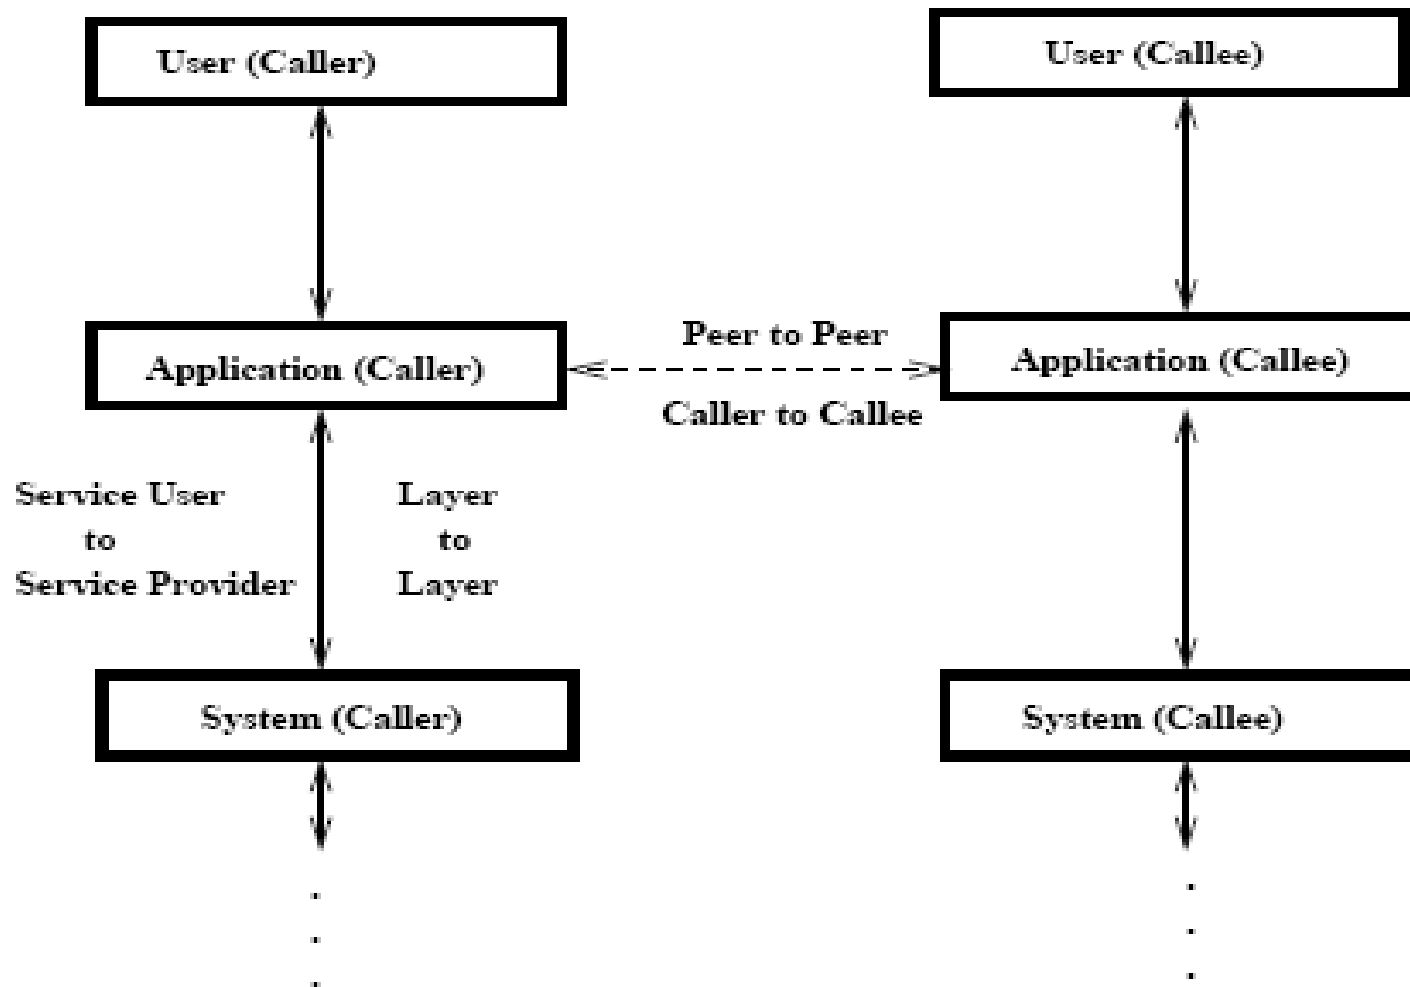 User (Caller)
User (Callee)
Peer to Peer
Application (Caller)
Application (Callee)
Caller to Callee
Service User
to
Service Provider
Layer
to
Layer
System (Caller)
System (Callee)